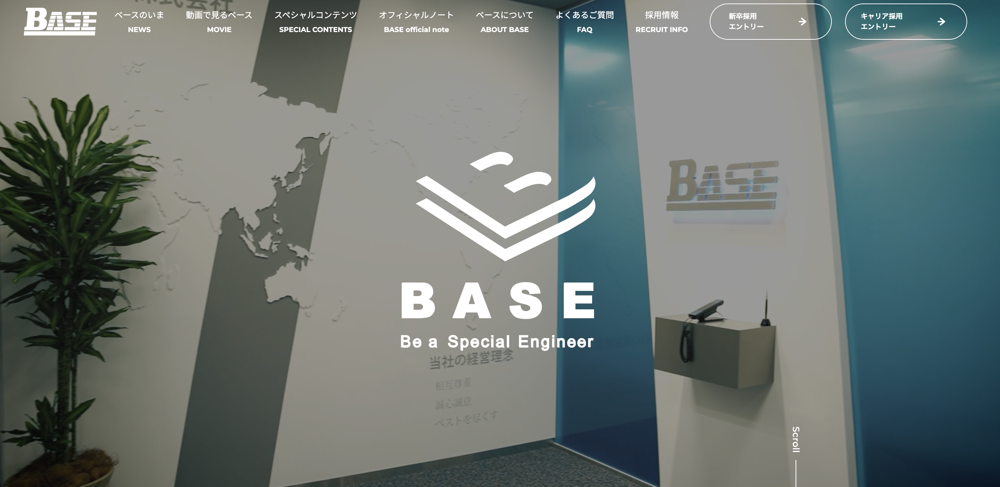 株式会社
BASE
ベースのいま
NEWS
動画で見るベース
MOVIE
スペシャルコンテンツ
SPECIAL CONTENTS
オフィシャルノート
BASE official note
ベースについて
ABOUT BASE
よくあるご質問
FAQ
採用情報
RECRUIT INFO
新卒採用
エントリー
キャリア採用
エントリー
BASE
BASE
Be a Special Engineer
当社の経営理念
相互尊重
誠心誠意
ベストを尽くす
Scroll